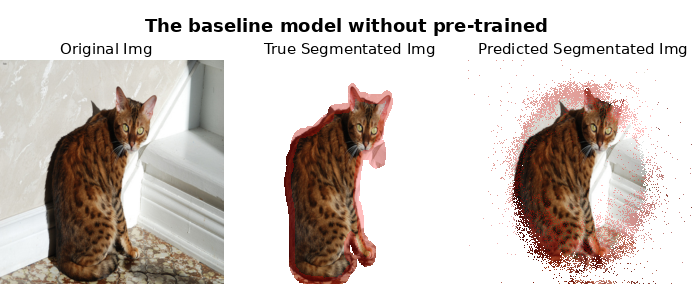 The baseline model without pre-trained
Original Img
True Segmentated Img
Predicted Segmentated Img